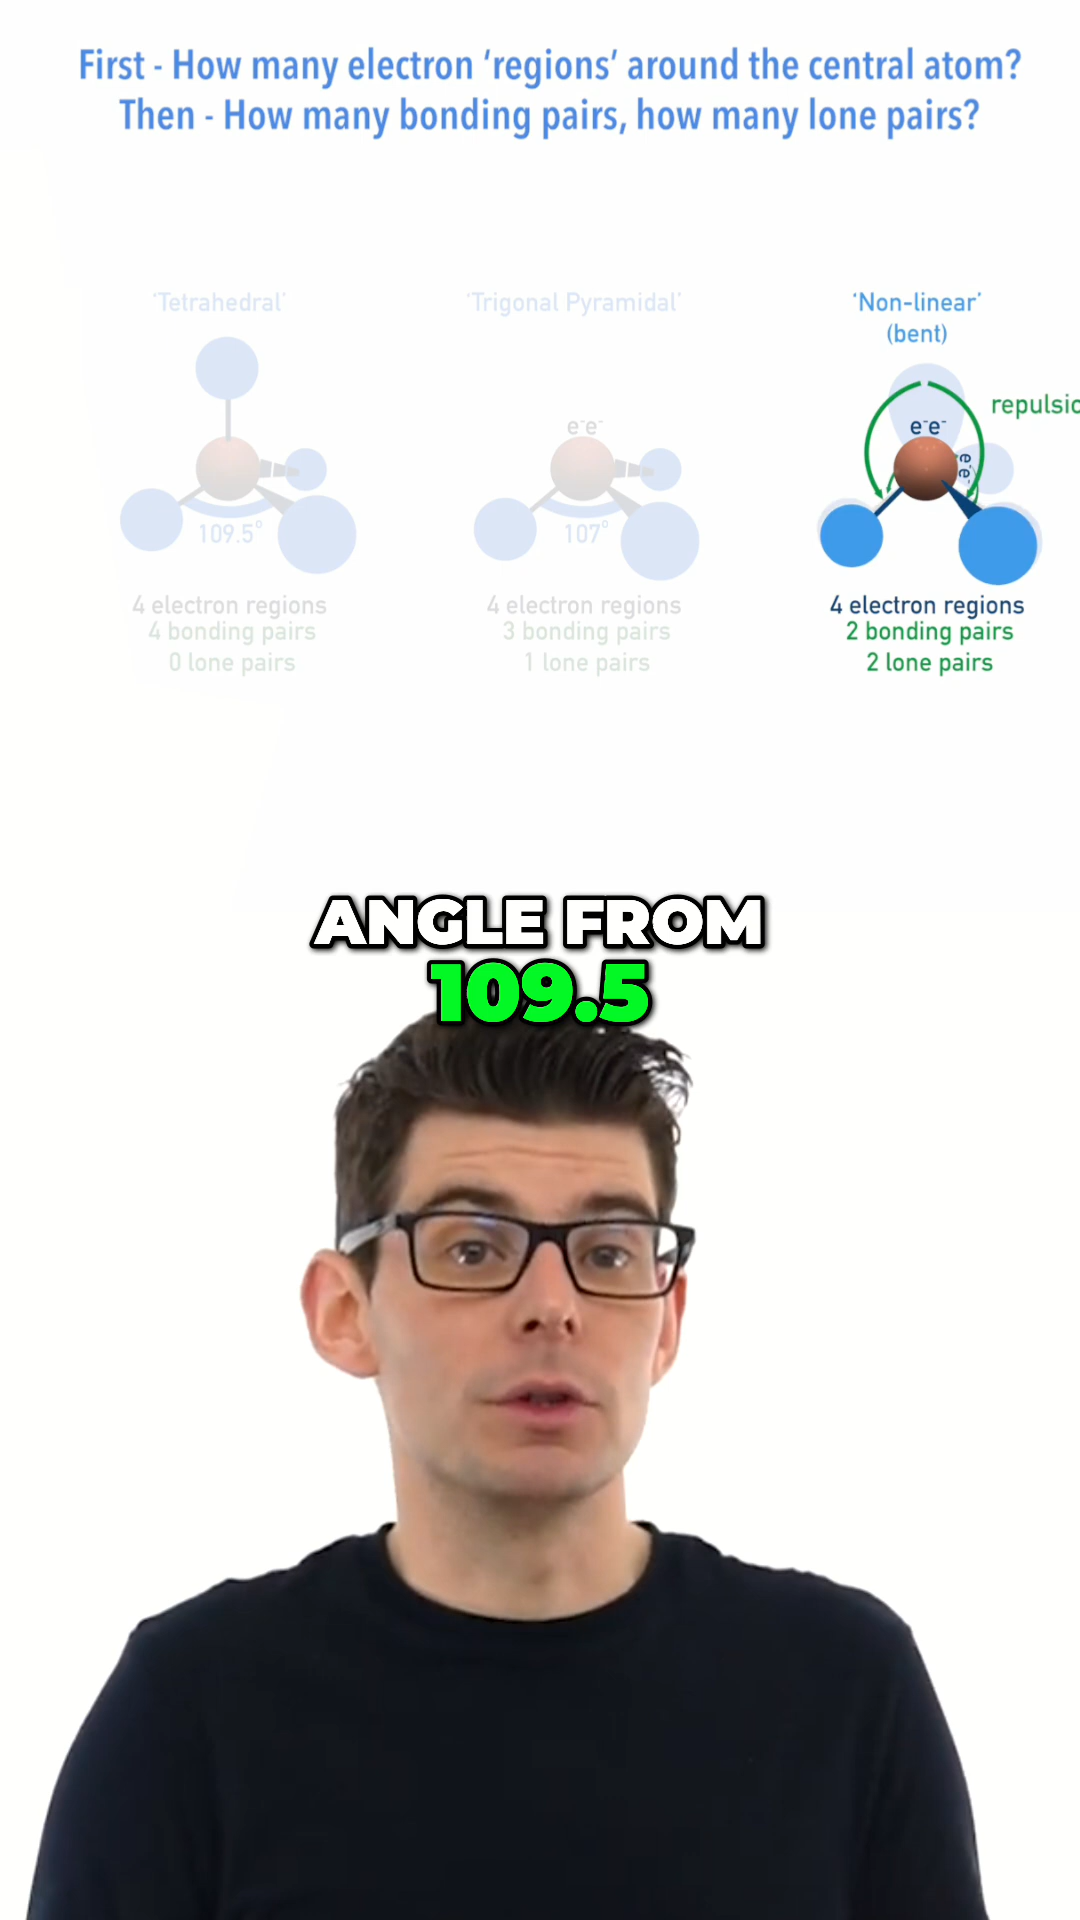 First - How many electron ‘regions’ around the central atom?
Then - How many bonding pairs, how many lone pairs?
‘Tetrahedral’
‘Trigonal Pyramidal’
‘Non-linear’
(bent)
repulsio
e⁻e⁻
e⁻e⁻
e⁻e⁻
109.5°
107°
4 electron regions
4 bonding pairs
0 lone pairs
4 electron regions
3 bonding pairs
1 lone pairs
4 electron regions
2 bonding pairs
2 lone pairs
ANGLE FROM
109.5